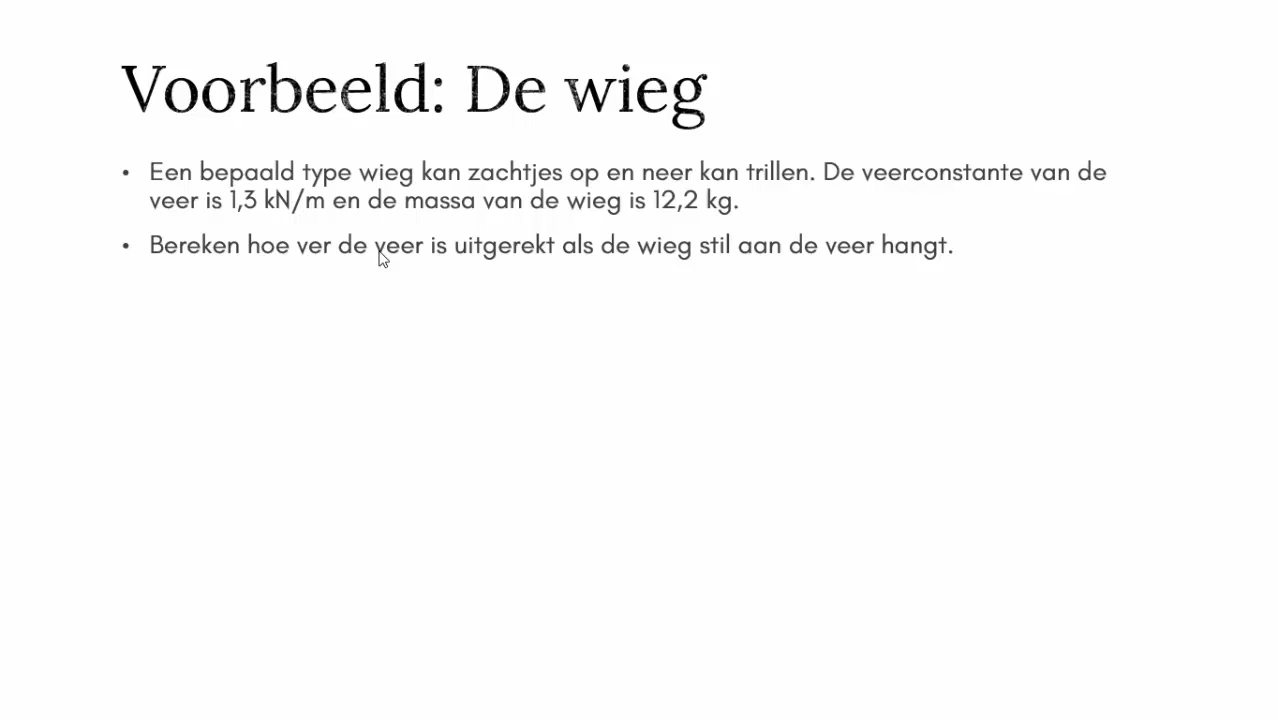 Voorbeeld: De wieg
• Een bepaald type wieg kan zachtjes op en neer kan trillen. De veerconstante van de
veer is 1,3 kN/m en de massa van de wieg is 12,2 kg.
• Bereken hoe ver de veer is uitgerekt als de wieg stil aan de veer hangt.